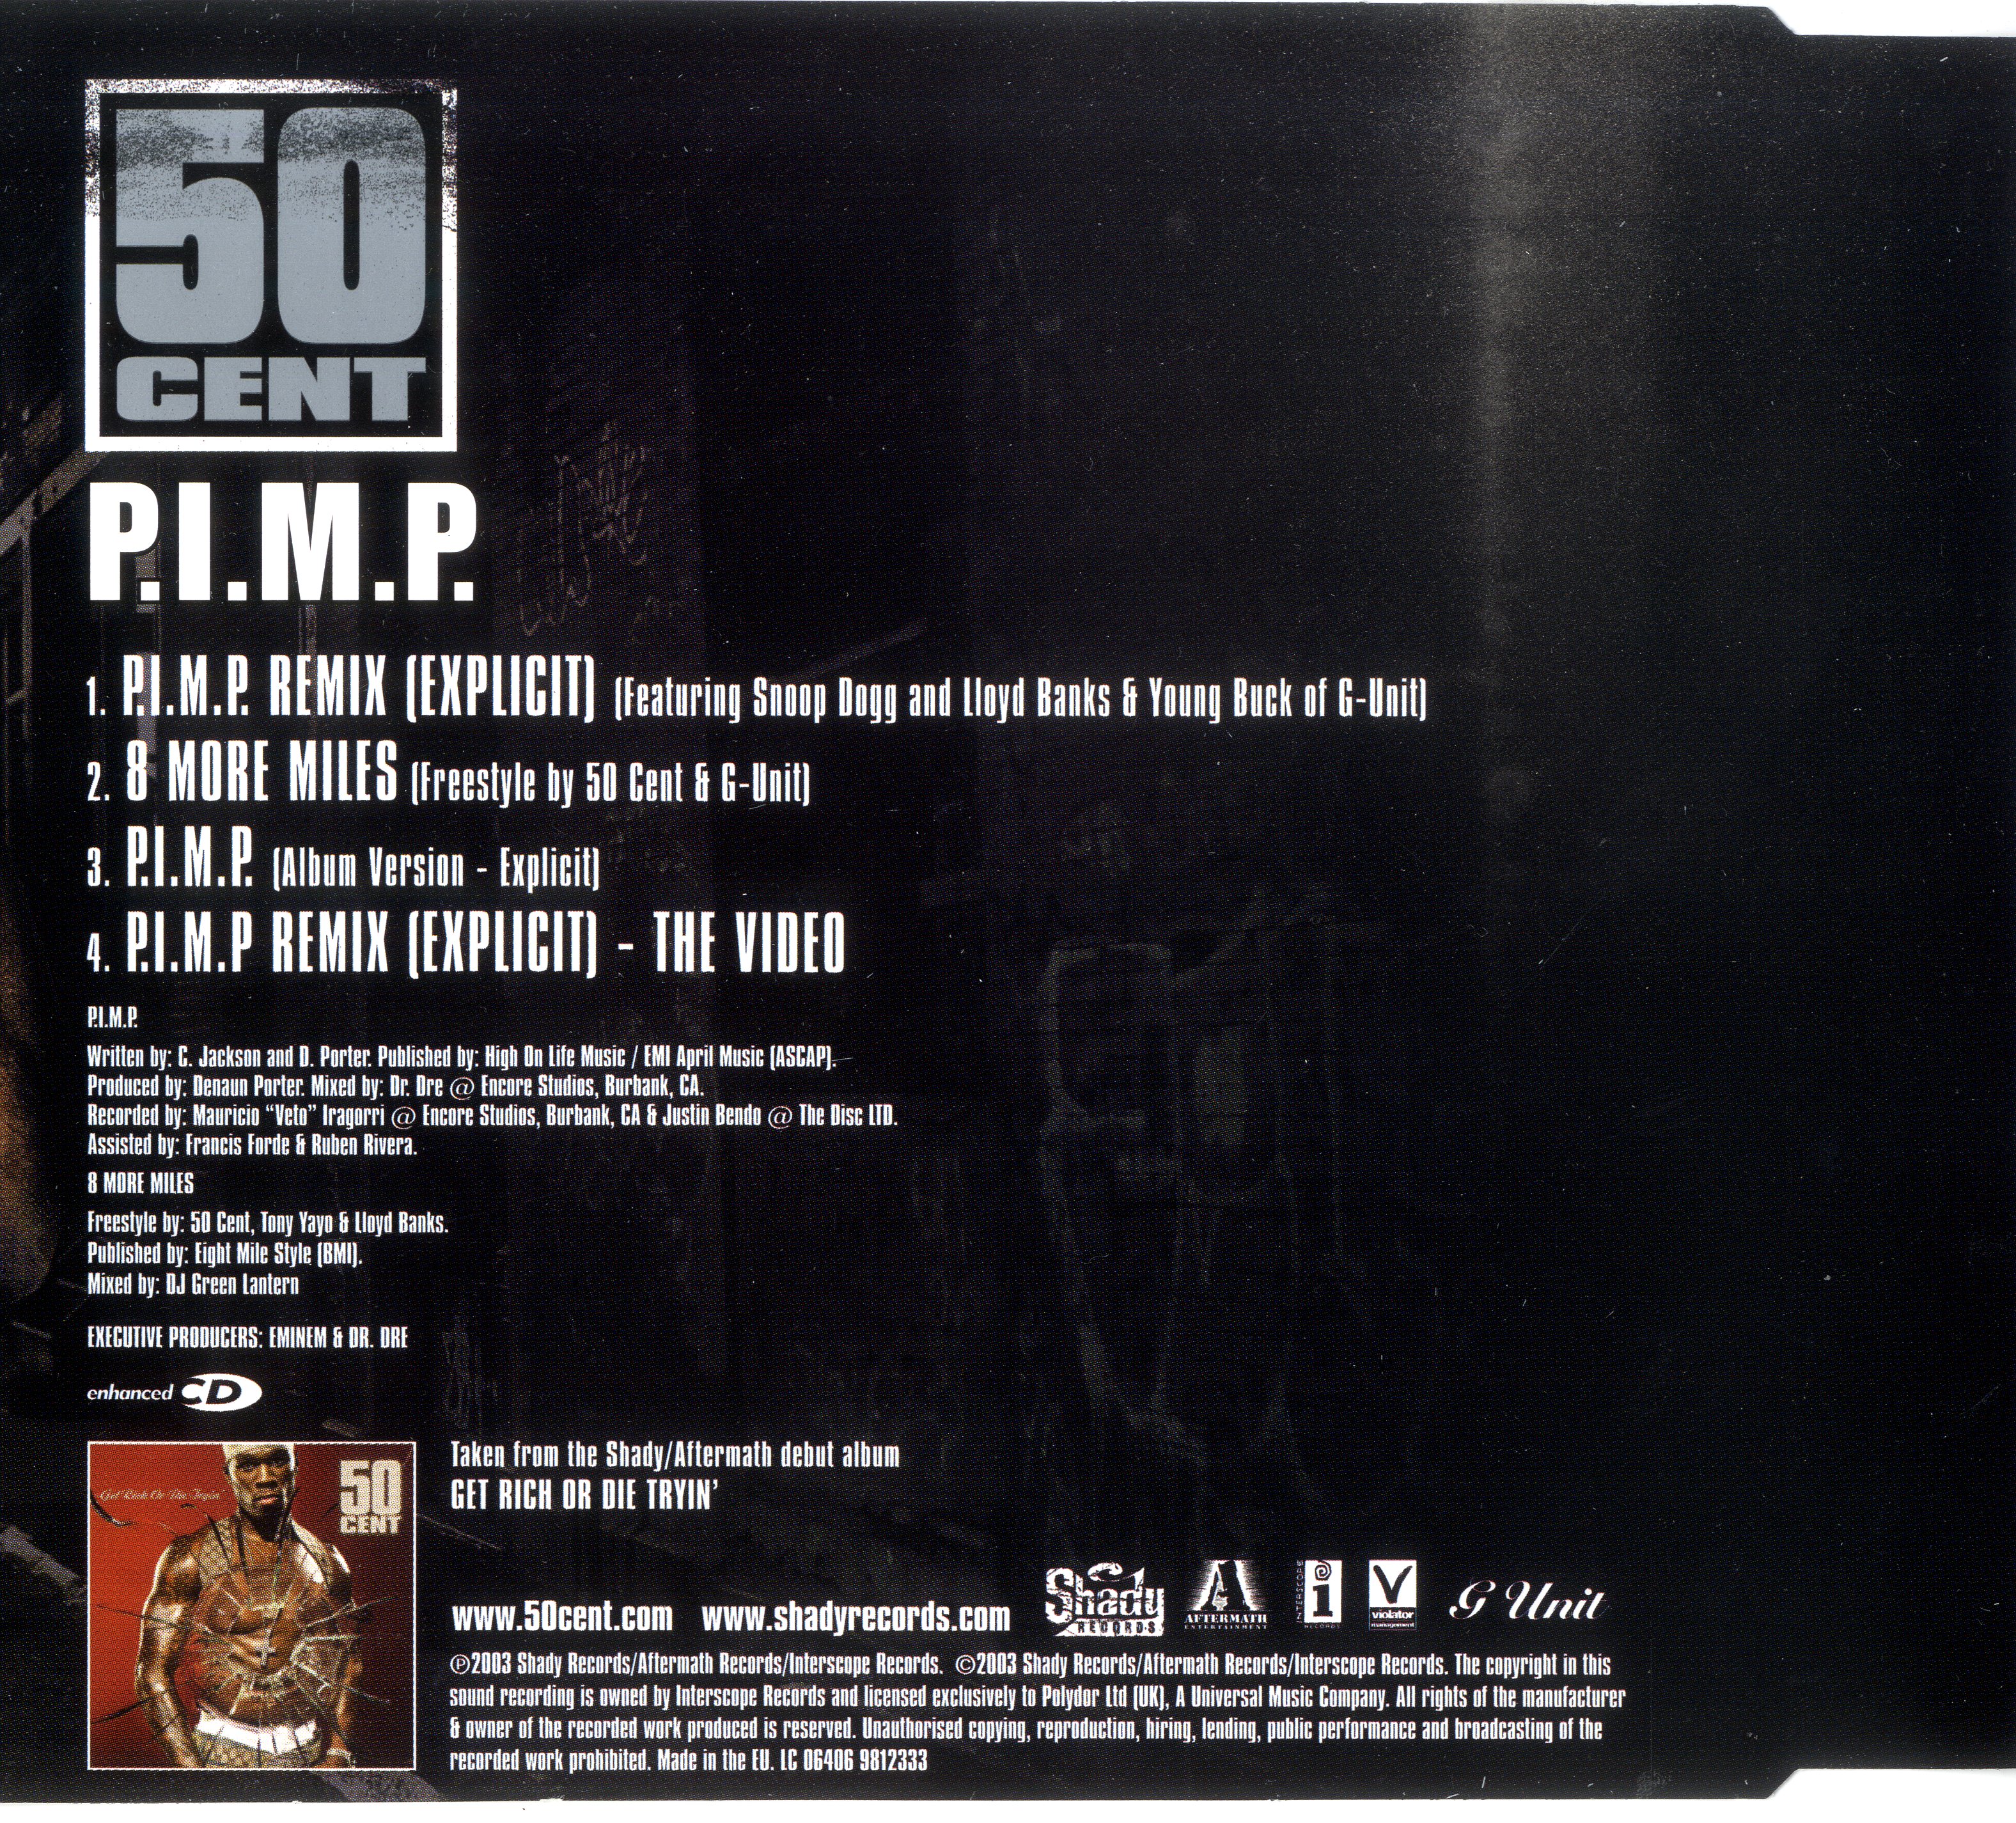 50
CENT
P.I.M.P.
1. P.I.M.P. REMIX (EXPLICIT) (Featuring Snoop Dogg and Lloyd Banks & Young Buck of G-Unit)
2. 8 MORE MILES (Freestyle by 50 Cent & G-Unit)
3. P.I.M.P. (Album Version - Explicit)
4. P.I.M.P REMIX (EXPLICIT) - THE VIDEO
P.I.M.P.
Written by: C. Jackson and D. Porter. Published by: High On Life Music / EMI April Music (ASCAP).
Produced by: Denaun Porter. Mixed by: Dr. Dre @ Encore Studios, Burbank, CA.
Recorded by: Mauricio “Veto” Iragorri @ Encore Studios, Burbank, CA & Justin Bendo @ The Disc LTD.
Assisted by: Francis Forde & Ruben Rivera.
8 MORE MILES
Freestyle by: 50 Cent, Tony Yayo & Lloyd Banks.
Published by: Eight Mile Style (BMI).
Mixed by: DJ Green Lantern
EXECUTIVE PRODUCERS: EMINEM & DR. DRE
enhanced CD
Get Rich Or Die Tryin'
50
CENT
Taken from the Shady/Aftermath debut album
GET RICH OR DIE TRYIN’
www.50cent.com www.shadyrecords.com
Shady
RECORDS
A
AFTERMATH
ENTERTAINMENT
INTERSCOPE
i
RECORDS
V
violator
management
G Unit
℗2003 Shady Records/Aftermath Records/Interscope Records. ©2003 Shady Records/Aftermath Records/Interscope Records. The copyright in this
sound recording is owned by Interscope Records and licensed exclusively to Polydor Ltd (UK), A Universal Music Company. All rights of the manufacturer
& owner of the recorded work produced is reserved. Unauthorised copying, reproduction, hiring, lending, public performance and broadcasting of the
recorded work prohibited. Made in the EU. LC 06406 9812333